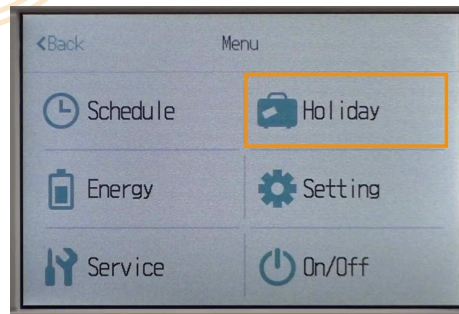 <Back Menu
Schedule Holiday
Energy Setting
Service On/Off